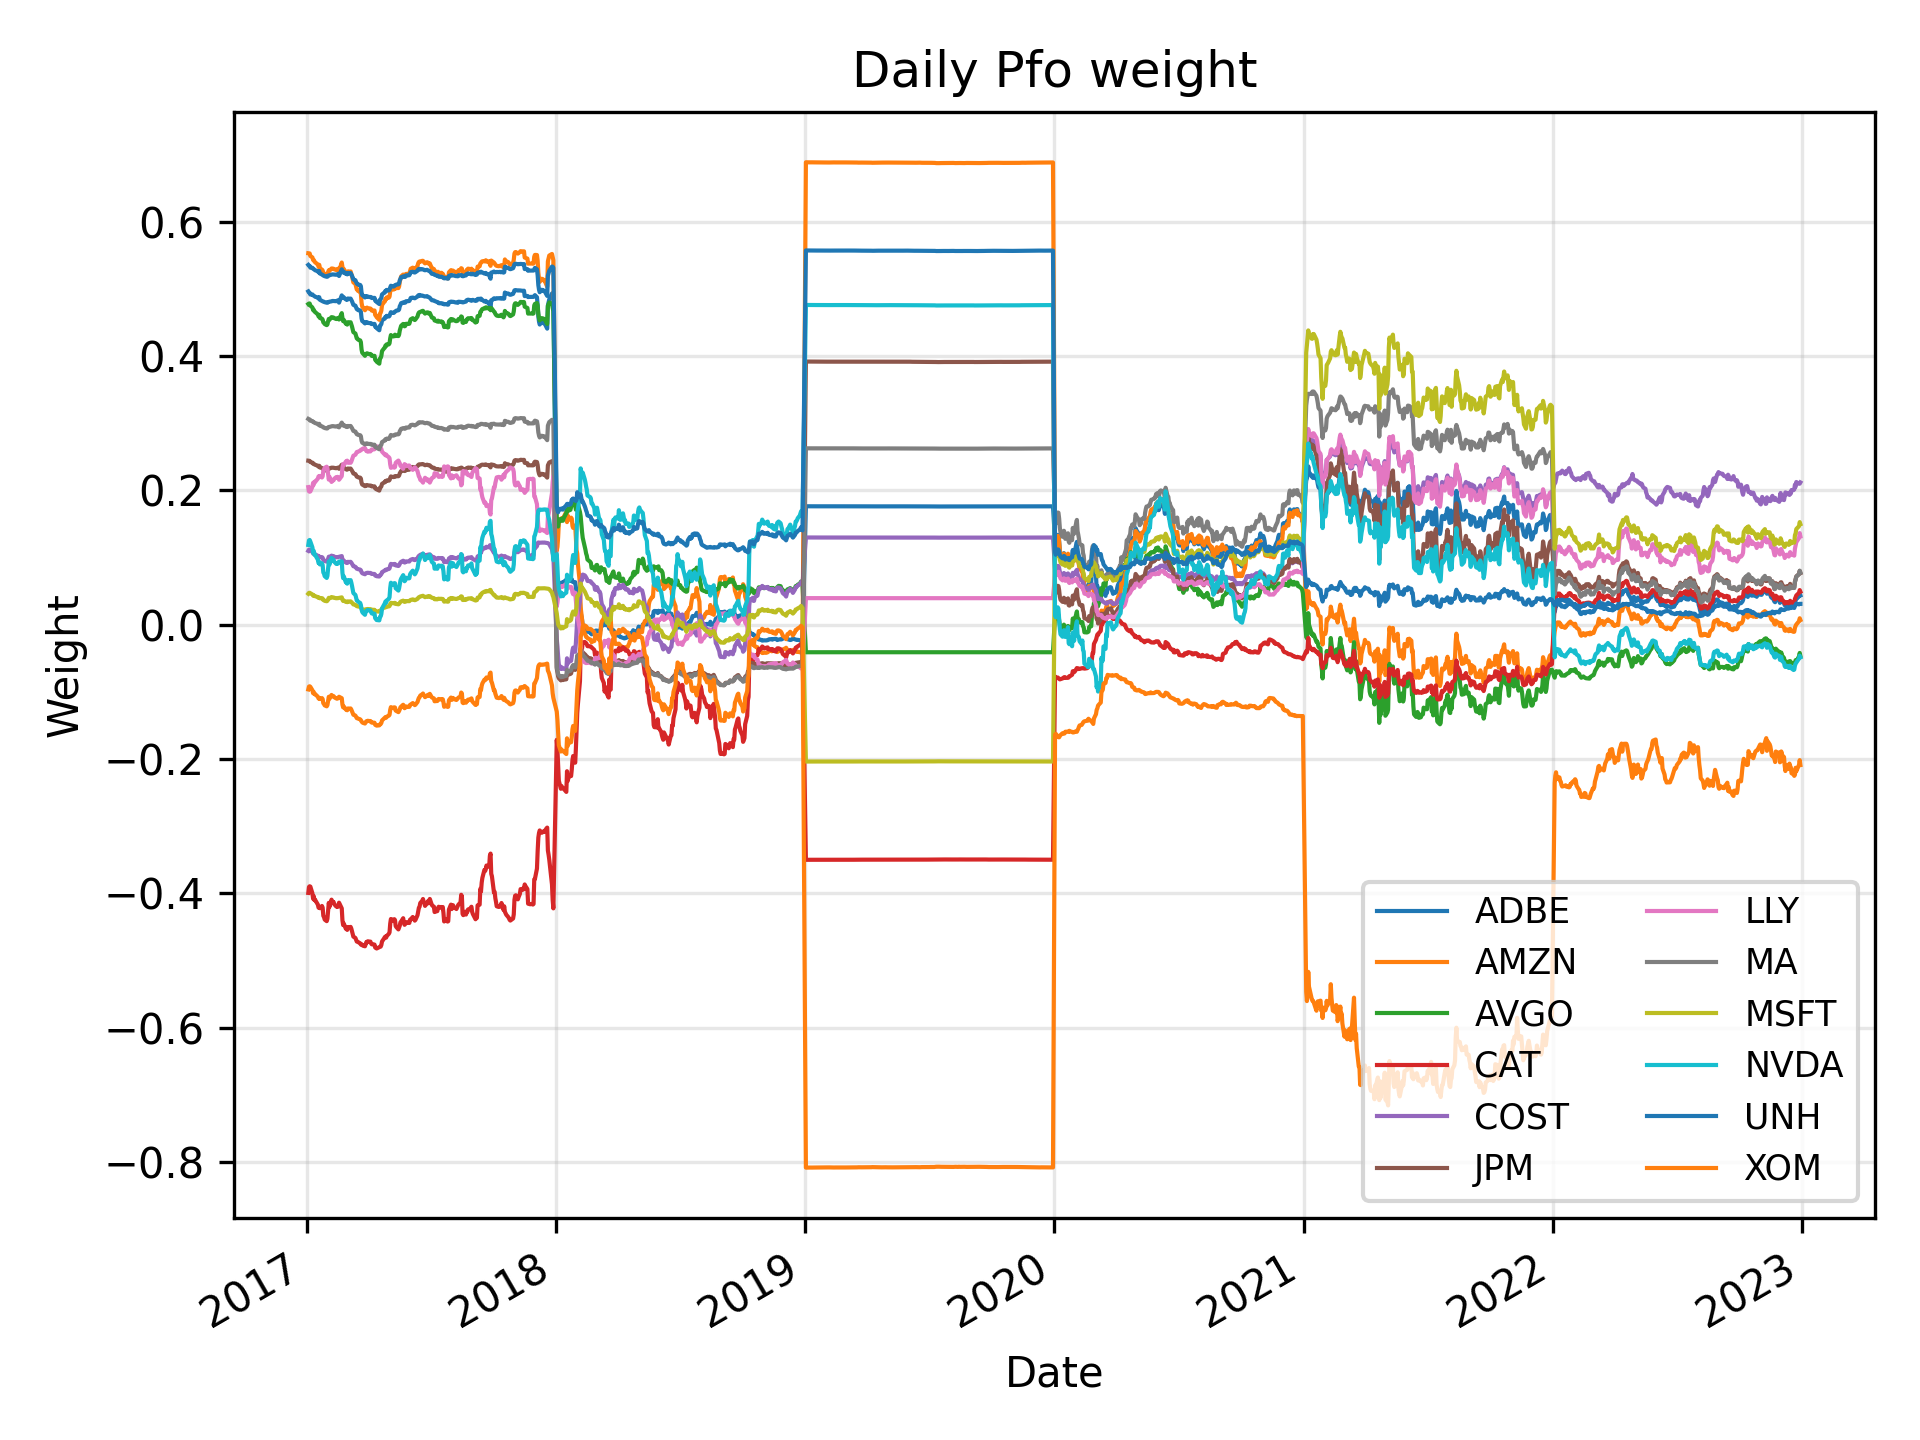 Daily Pfo weight
Weight
0.6
0.4
0.2
0.0
−0.2
−0.4
−0.6
−0.8
ADBE
AMZN
AVGO
CAT
COST
JPM
LLY
MA
MSFT
NVDA
UNH
XOM
2017
2018
2019
2020
2021
2022
2023
Date